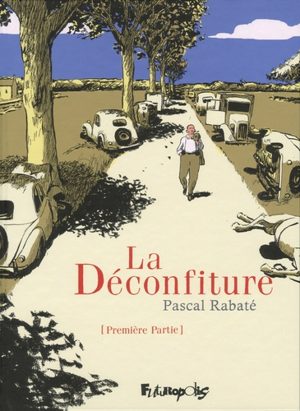 La
Déconfiture
Pascal Rabaté
[Première Partie]
Futuropolis